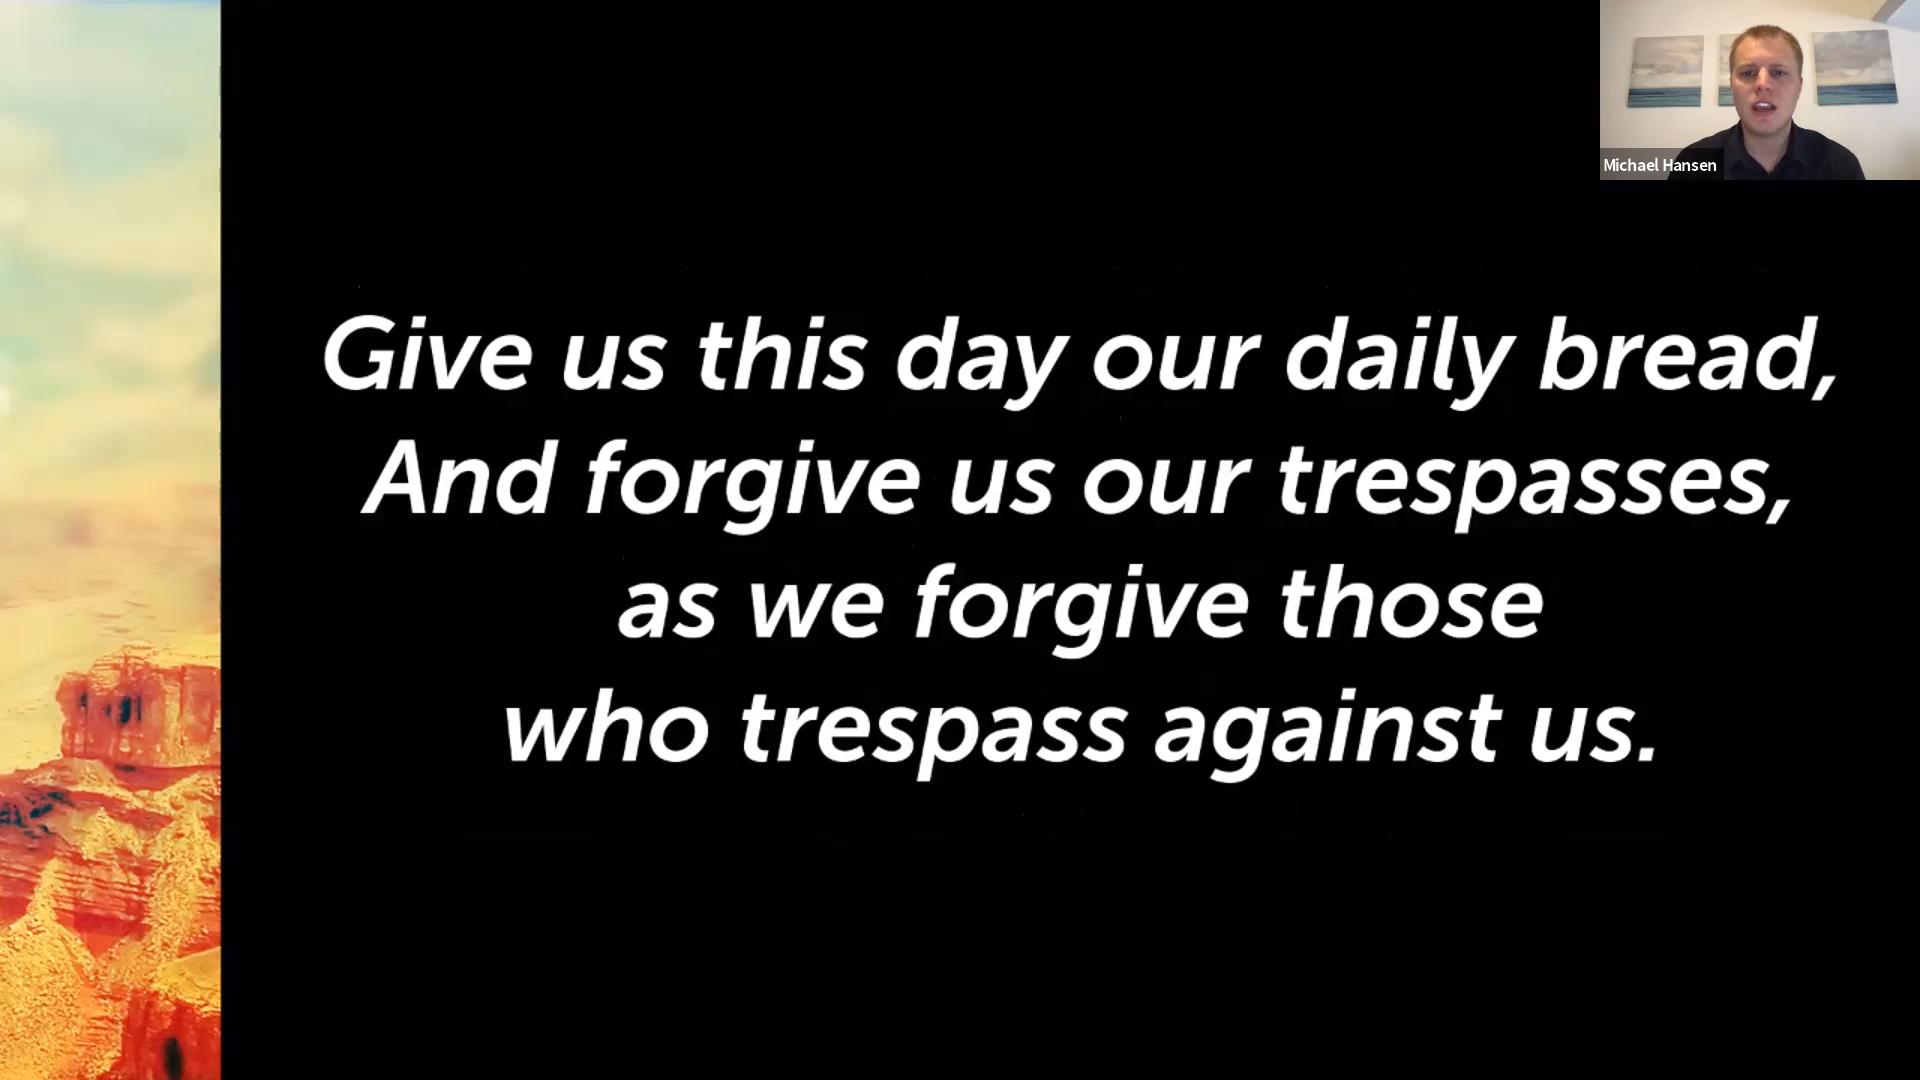 Michael Hansen
Give us this day our daily bread,
And forgive us our trespasses,
as we forgive those
who trespass against us.